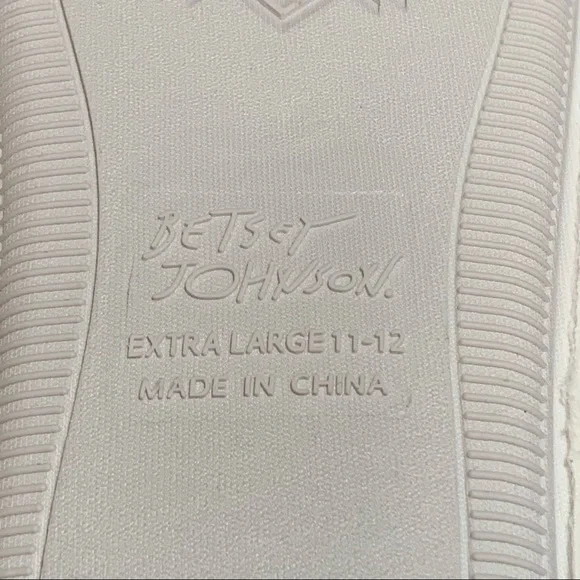 BETSEY
JOHNSON.
EXTRA LARGE 11-12
MADE IN CHINA